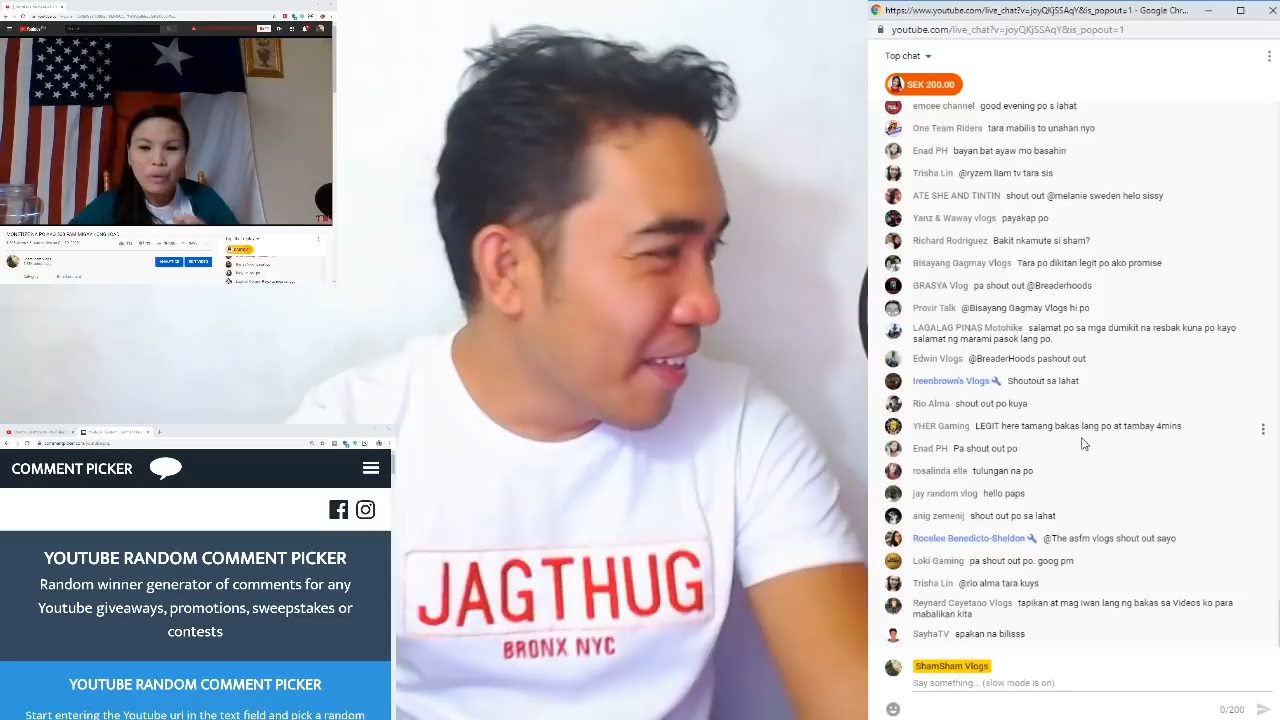 YouTube
Search
ANALYTICS
EDIT VIDEO
commentpicker.com/youtube.php
COMMENT PICKER
YOUTUBE RANDOM COMMENT PICKER
Random winner generator of comments for any
Youtube giveaways, promotions, sweepstakes or
contests
YOUTUBE RANDOM COMMENT PICKER
Start entering the Youtube url in the text field and pick a random
JAGTHUG
BRONX NYC
https://www.youtube.com/live_chat?v=joyQKjSSAqY&is_popout=1 - Google Chr...
youtube.com/live_chat?v=joyQKjSSAqY&is_popout=1
Top chat
SEK 200.00
emcee channel good evening po s lahat
One Team Riders tara mabilis to unahan nyo
Enad PH bayan bat ayaw mo basahin
Trisha Lin @ryzem liam tv tara sis
ATE SHE AND TINTIN shout out @melanie sweden helo sissy
Yanz & Waway vlogs payakap po
Richard Rodriguez Bakit nkamute si sham?
Bisayang Gagmay Vlogs Tara po dikitan legit po ako promise
GRASYA Vlog pa shout out @Breaderhoods
Provir Talk @Bisayang Gagmay Vlogs hi po
LAGALAG PINAS Motohike salamat po sa mga dumikit na resbak kuna po kayo
salamat ng marami pasok lang po.
Edwin Vlogs @BreaderHoods pashout out
Ireenbrown's Vlogs Shoutout sa lahat
Rio Alma shout out po kuya
YHER Gaming LEGIT here tamang bakas lang po at tambay 4mins
Enad PH Pa shout out po
rosalinda elle tulungan na po
jay random vlog hello paps
anig zemenij shout out po sa lahat
Rocelee Benedicto-Sheldon @The asfm vlogs shout out sayo
Loki Gaming pa shout out po. goog pm
Trisha Lin @rio alma tara kuys
Reynard Cayetano Vlogs tapikan at mag iwan lang ng bakas sa Videos ko para
mabalikan kita
SayhaTV apakan na bilisss
ShamSham Vlogs
Say something... (slow mode is on)
0/200